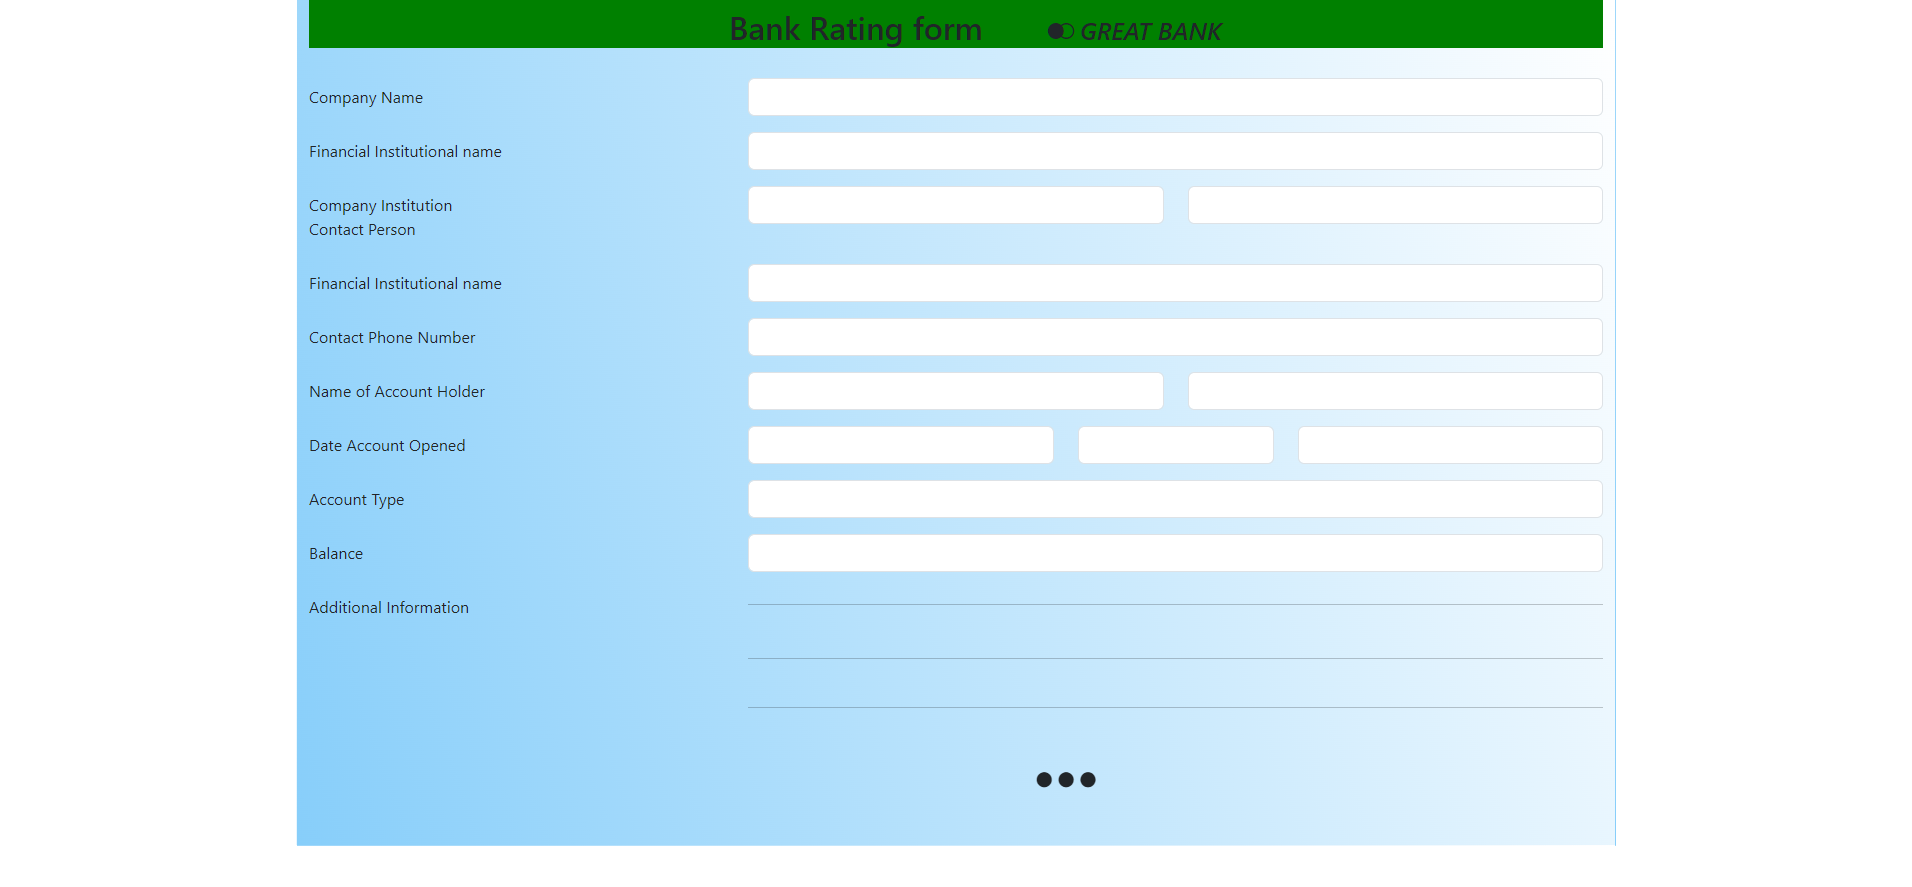 Bank Rating form GREAT BANK
Company Name
Financial Institutional name
Company Institution
Contact Person
Financial Institutional name
Contact Phone Number
Name of Account Holder
Date Account Opened
Account Type
Balance
Additional Information